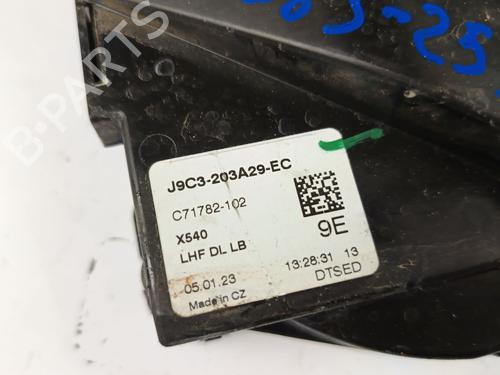 J9C3-203A29-EC
C71782-102
X540
LHF DL LB
9E
05.01.23
13:28:31 13
Made in CZ
DTSED
B-PARTS